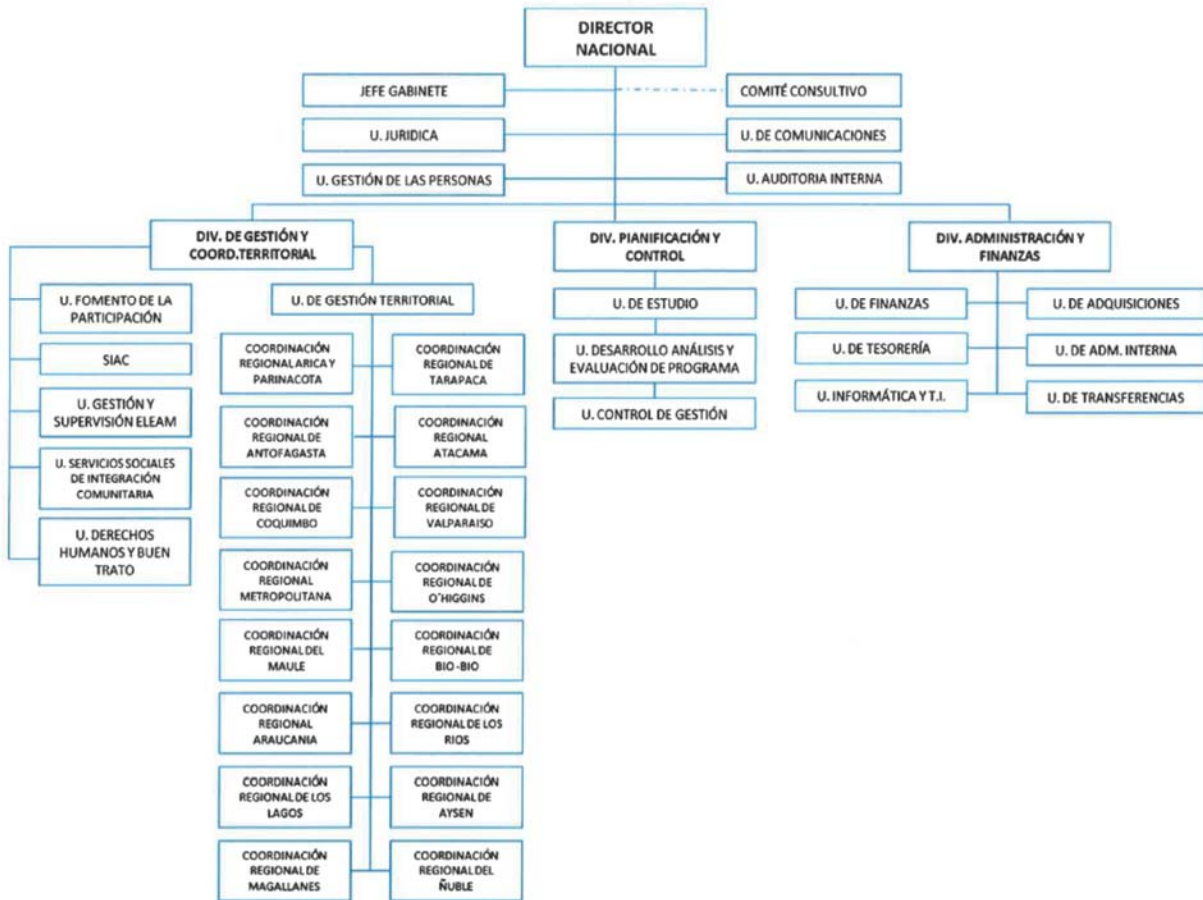 DIRECTOR
NACIONAL
JEFE GABINETE
COMITÉ CONSULTIVO
U. JURIDICA
U. DE COMUNICACIONES
U. GESTIÓN DE LAS PERSONAS
U. AUDITORIA INTERNA
DIV. DE GESTIÓN Y
COORD.TERRITORIAL
DIV. PIANIFICACIÓN Y
CONTROL
DIV. ADMINISTRACIÓN Y
FINANZAS
U. FOMENTO DE LA
PARTICIPACIÓN
SIAC
U. GESTIÓN Y
SUPERVISIÓN ELEAM
U. SERVICIOS SOCIALES
DE INTEGRACIÓN
COMUNITARIA
U. DERECHOS
HUMANOS Y BUEN
TRATO
U. DE GESTIÓN TERRITORIAL
COORDINACIÓN
REGIONAL ARICA Y
PARINACOTA
COORDINACIÓN
REGIONAL DE
TARAPACA
COORDINACIÓN
REGIONAL DE
ANTOFAGASTA
COORDINACIÓN
REGIONAL
ATACAMA
COORDINACIÓN
REGIONAL DE
COQUIMBO
COORDINACIÓN
REGIONAL DE
VALPARAISO
COORDINACIÓN
REGIONAL
METROPOLITANA
COORDINACIÓN
REGIONAL DE
O´HIGGINS
COORDINACIÓN
REGIONAL DEL
MAULE
COORDINACIÓN
REGIONAL DE
BIO -BIO
COORDINACIÓN
REGIONAL
ARAUCANIA
COORDINACIÓN
REGIONAL DE LOS
RIOS
COORDINACIÓN
REGIONAL DE LOS
LAGOS
COORDINACIÓN
REGIONAL DE
AYSEN
COORDINACIÓN
REGIONAL DE
MAGALLANES
COORDINACIÓN
REGIONAL DEL
ÑUBLE
U. DE ESTUDIO
U. DESARROLLO ANÁLISIS Y
EVALUACIÓN DE PROGRAMA
U. CONTROL DE GESTIÓN
U. DE FINANZAS
U. DE ADQUISICIONES
U. DE TESORERÍA
U. DE ADM. INTERNA
U. INFORMÁTICA Y T.I.
U. DE TRANSFERENCIAS